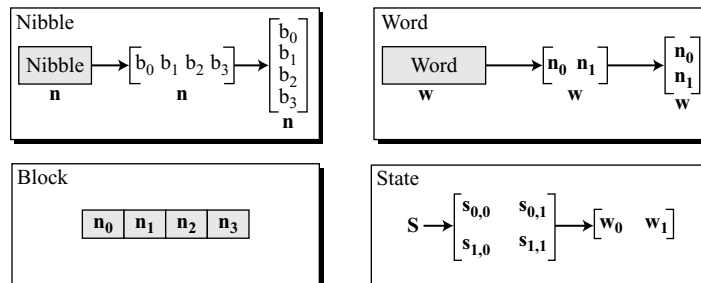 Nibble
Nibble
n
b0 b1 b2 b3
n
b0
b1
b2
b3
n
Word
Word
w
n0 n1
w
n0
n1
w
Block
n0 n1 n2 n3
State
S
s0,0 s0,1
s1,0 s1,1
w0 w1